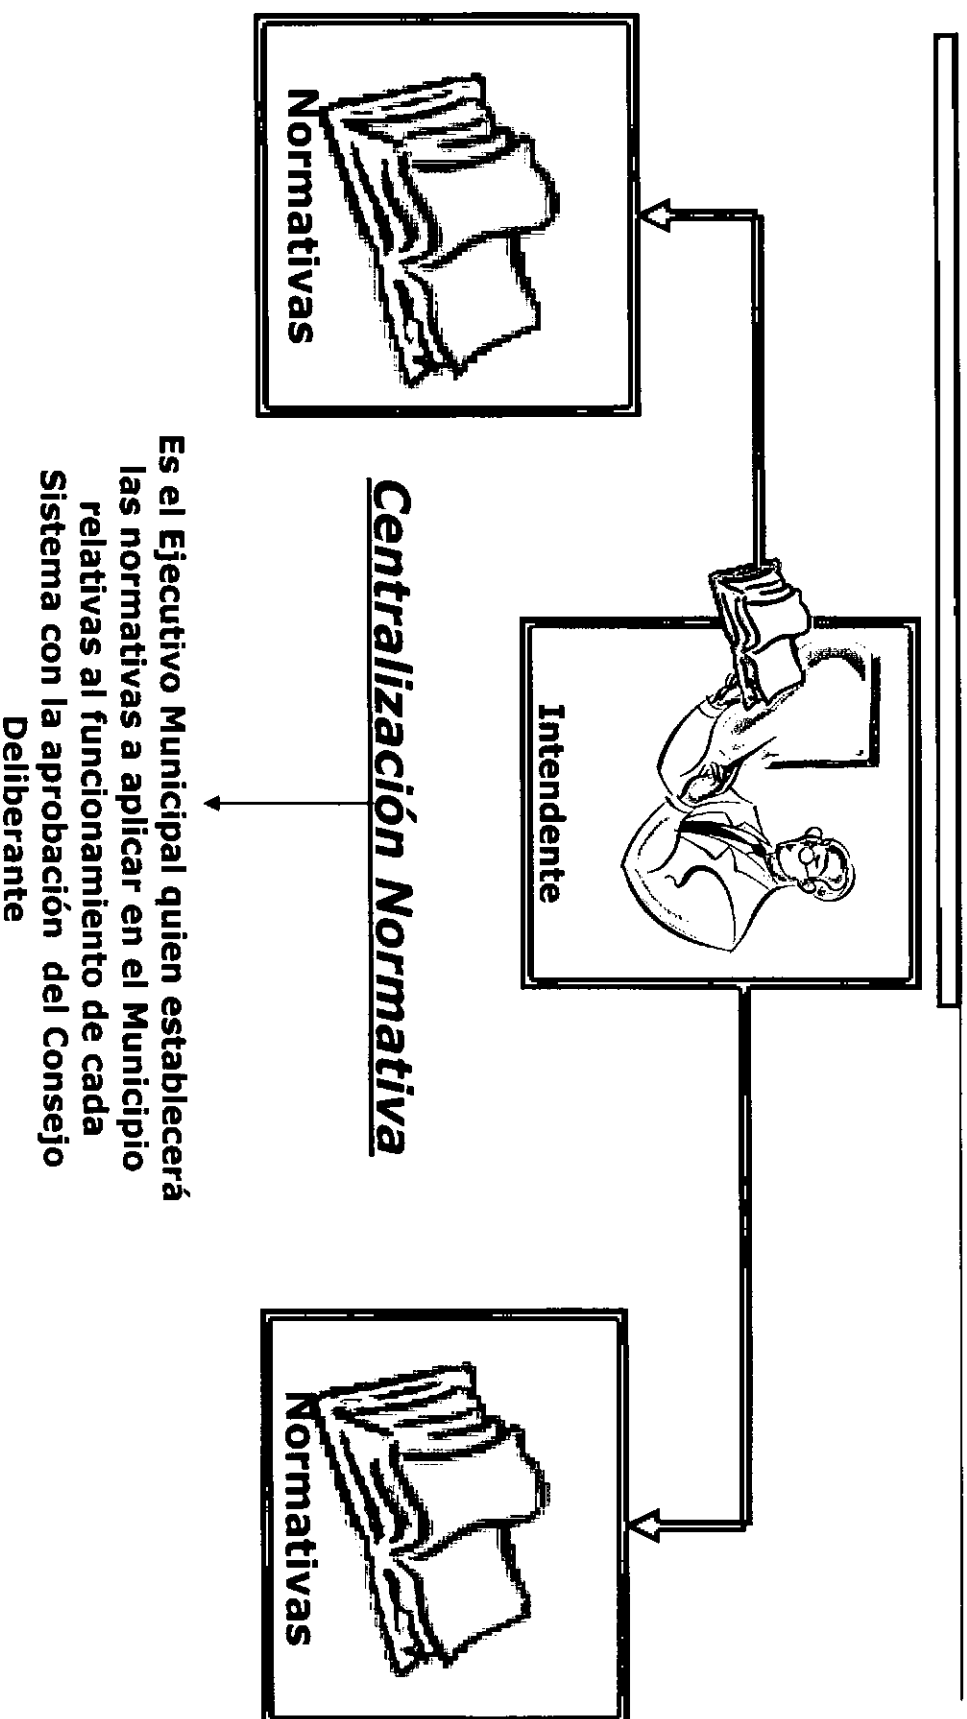 Intendente
Normativas
Normativas
Centralización Normativa
Es el Ejecutivo Municipal quien establecerá
las normativas a aplicar en el Municipio
relativas al funcionamiento de cada
Sistema con la aprobación del Consejo
Deliberante